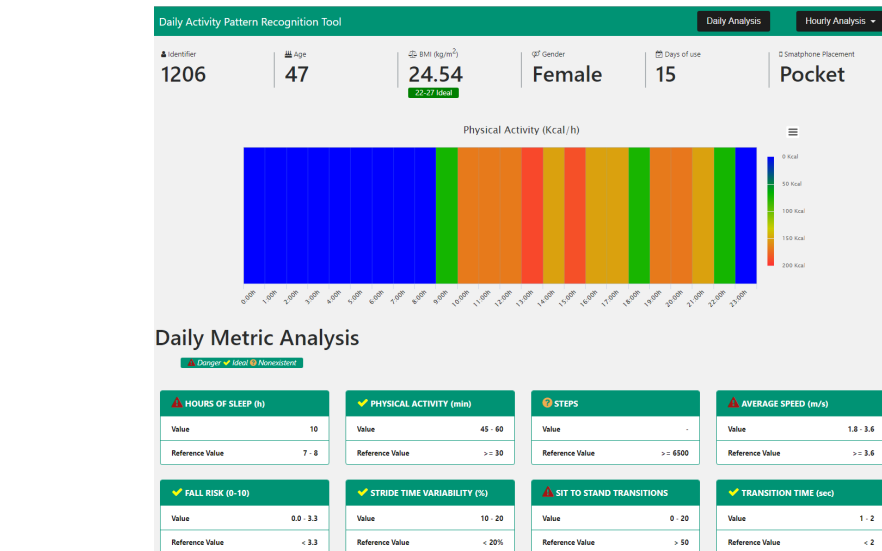 Daily Activity Pattern Recognition Tool
Daily Analysis
Hourly Analysis
Identifier
Age
BMI (kg/m2)
Gender
Days of use
Smatphone Placement
1206
47
24.54
Female
15
Pocket
22-27 Ideal
Physical Activity (Kcal/h)
0 Kcal
50 Kcal
100 Kcal
150 Kcal
200 Kcal
0:00h 1:00h 2:00h 3:00h 4:00h 5:00h 6:00h 7:00h 8:00h 9:00h 10:00h 11:00h 12:00h 13:00h 14:00h 15:00h 16:00h 17:00h 18:00h 19:00h 20:00h 21:00h 22:00h 23:00h
Daily Metric Analysis
Danger Ideal Nonexistent
HOURS OF SLEEP (h)
Value 10
Reference Value 7 - 8
PHYSICAL ACTIVITY (min)
Value 45 - 60
Reference Value >= 30
STEPS
Value -
Reference Value >= 6500
AVERAGE SPEED (m/s)
Value 1.8 - 3.6
Reference Value >= 3.6
FALL RISK (0-10)
Value 0.0 - 3.3
Reference Value < 3.3
STRIDE TIME VARIABILITY (%)
Value 10 - 20
Reference Value < 20%
SIT TO STAND TRANSITIONS
Value 0 - 20
Reference Value > 50
TRANSITION TIME (sec)
Value 1 - 2
Reference Value < 2